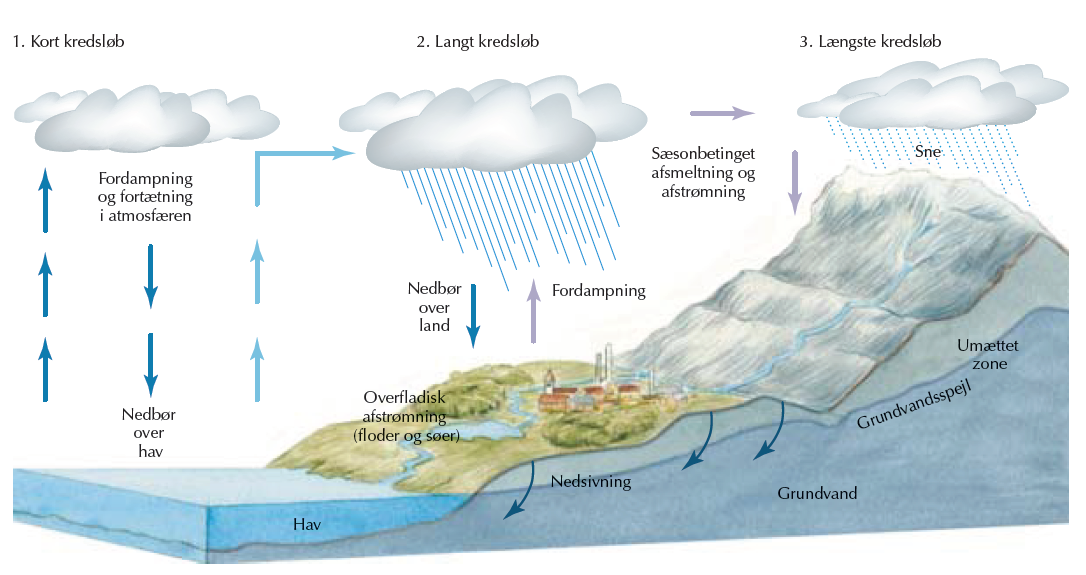 1. Kort kredsløb
2. Langt kredsløb
3. Længste kredsløb
Fordampning
og fortætning
i atmosfæren
Nedbør
over
hav
Nedbør
over
land
Fordampning
Sæsonbetinget
afsmeltning og
afstrømning
Sne
Overfladisk
afstrømning
(floder og søer)
Umættet
zone
Grundvandsspejl
Nedsivning
Grundvand
Hav